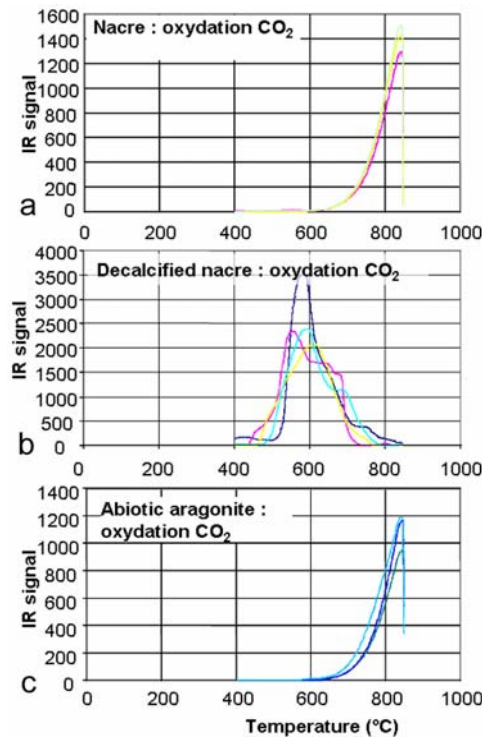 Nacre : oxydation CO2
IR signal
1600
1400
1200
1000
800
600
400
200
0
0 200 400 600 800 1000
a
Decalcified nacre : oxydation CO2
IR signal
4000
3500
3000
2500
2000
1500
1000
500
0
0 200 400 600 800 1000
b
Abiotic aragonite :
oxydation CO2
IR signal
1400
1200
1000
800
600
400
200
0
0 200 400 600 800 1000
c
Temperature (°C)